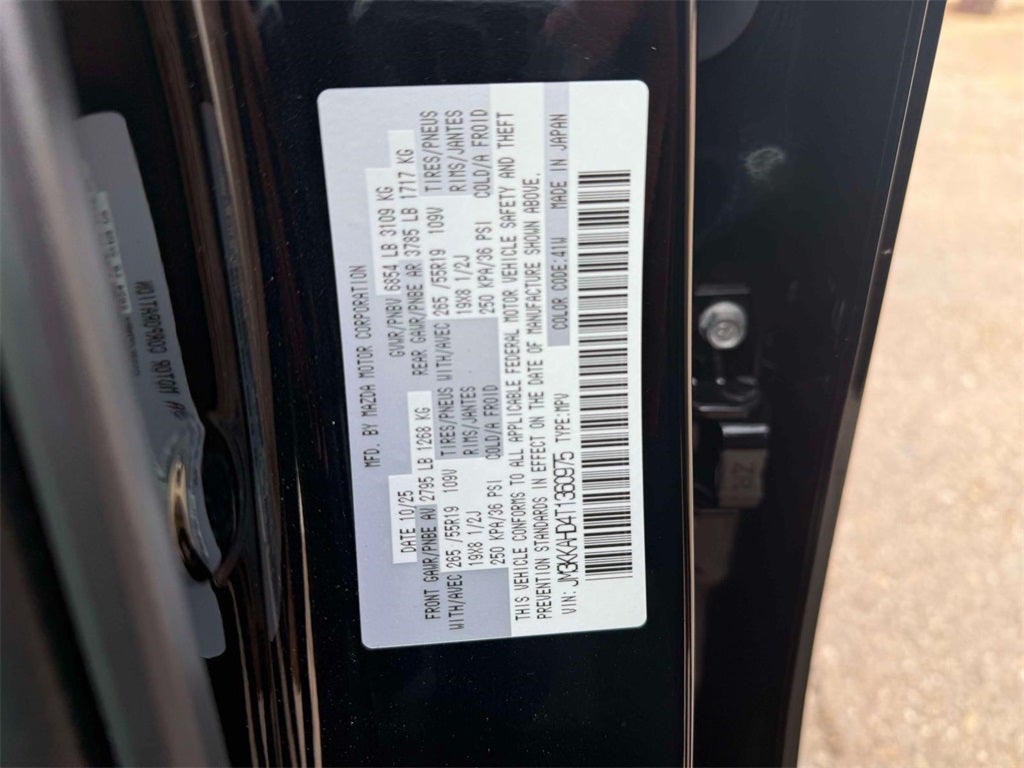 MFD. BY MAZDA MOTOR CORPORATION
DATE 10/25 GVWR/PNBV 6854 LB 3109 KG
FRONT GAWR/PNBE AV 2795 LB 1268 KG REAR GAWR/PNBE AR 3785 LB 1717 KG
WITH/AVEC 265 /55R19 109V TIRES/PNEUS WITH/AVEC 265 /55R19 109V TIRES/PNEUS
19X8 1/2J RIMS/JANTES 19X8 1/2J RIMS/JANTES
250 KPA/36 PSI COLD/A FROID 250 KPA/36 PSI COLD/A FROID
THIS VEHICLE CONFORMS TO ALL APPLICABLE FEDERAL MOTOR VEHICLE SAFETY AND THEFT
PREVENTION STANDARDS IN EFFECT ON THE DATE OF MANUFACTURE SHOWN ABOVE.
VIN: JM3KKAHD4T1360975 TYPE:MPV COLOR CODE:41W MADE IN JAPAN
MOTOR CORPORATION